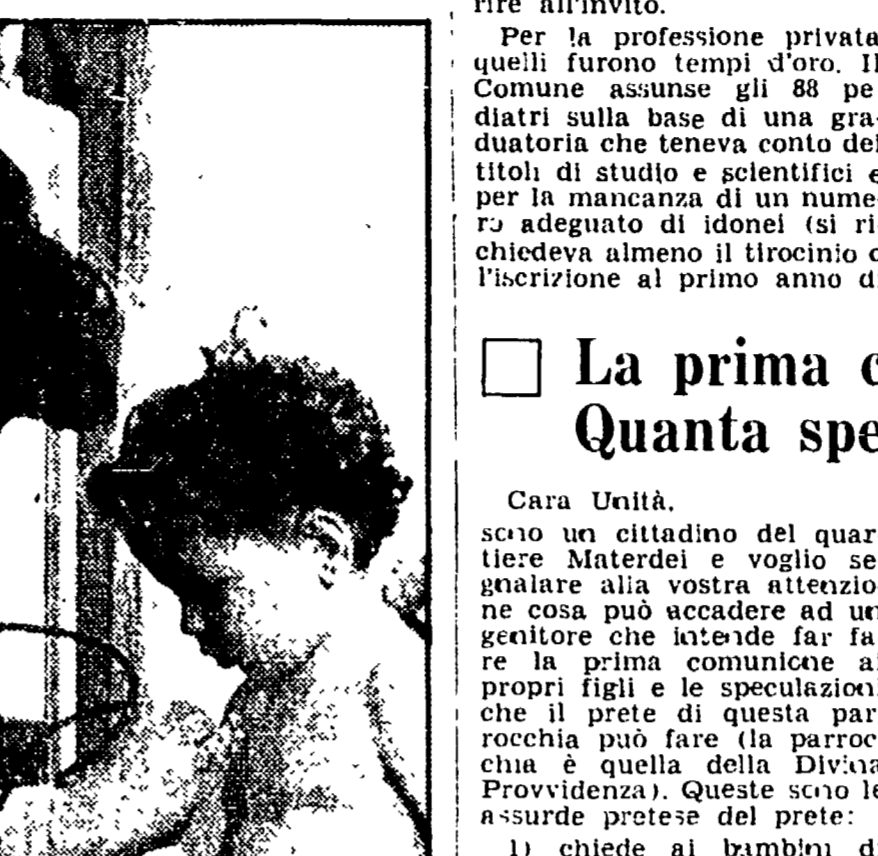 rire all'invito.
Per la professione privata
quelli furono tempi d'oro. Il
Comune assunse gli 88 pe
diatri sulla base di una gra-
duatoria che teneva conto dei
titoli di studio e scientifici e
per la mancanza di un nume-
ro adeguato di idonei (si ri-
chiedeva almeno il tirocinio o
l'iscrizione al primo anno di
La prima c
Quanta spe
Cara Unità,
sono un cittadino del quar
tiere Materdei e voglio se
gnalare alla vostra attenzio-
ne cosa può accadere ad un
genitore che intende far fa
re la prima comunione ai
propri figli e le speculazioni
che il prete di questa par
rocchia può fare (la parroc
chia è quella della Divina
Provvidenza). Queste sono le
assurde pretese del prete:
1) chiede ai bambini di